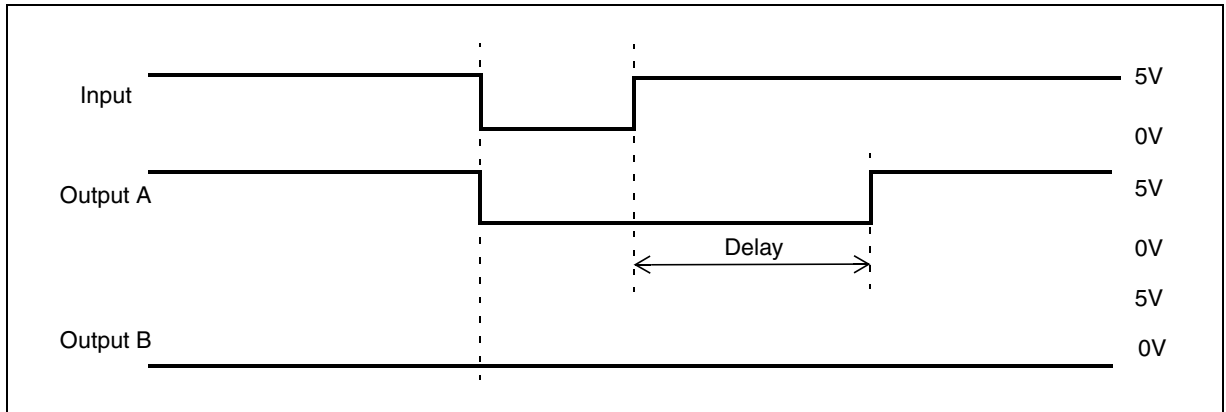 Input
5V
0V
Output A
5V
0V
Delay
5V
Output B
0V